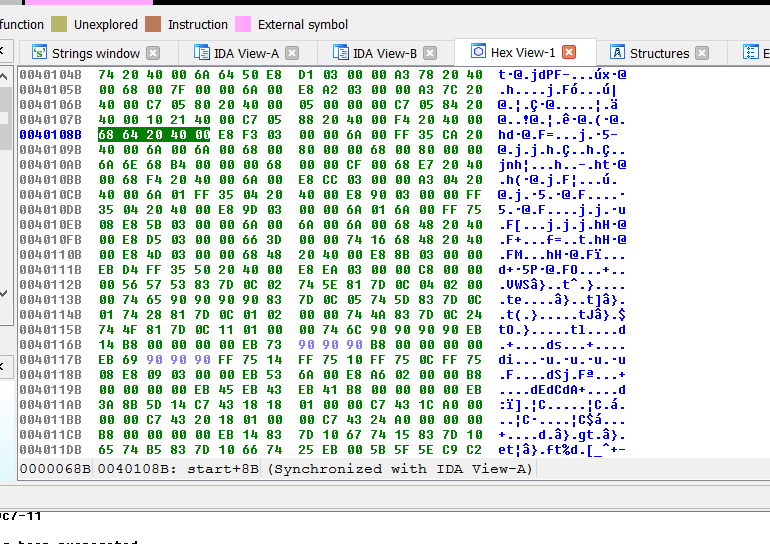 function Unexplored Instruction External symbol
Strings window IDA View-A IDA View-B Hex View-1 Structures E
0040104B 74 20 40 00 6A 64 50 E8 D1 03 00 00 A3 78 20 40 t·@.jdPF-...úx·@
0040105B 00 68 00 7F 00 00 6A 00 E8 A2 03 00 00 A3 7C 20 .h....j.Fó...ú|
0040106B 40 00 C7 05 80 20 40 00 05 00 00 00 C7 05 84 20 @.¦.Ç·@.....¦.ä
0040107B 40 00 10 21 40 00 C7 05 88 20 40 00 F4 20 40 00 @..!@.¦.ê·@.(·@.
0040108B 68 64 20 40 00 E8 F3 03 00 00 6A 00 FF 35 CA 20 hd·@.F=...j.·5-
0040109B 40 00 6A 00 6A 00 68 00 80 00 00 68 00 80 00 00 @.j.j.h.Ç..h.Ç..
004010AB 6A 6E 68 B4 00 00 00 68 00 00 CF 00 68 E7 20 40 jnh¦...h..-.ht·@
004010BB 00 68 F4 20 40 00 6A 00 E8 CC 03 00 00 A3 04 20 .h(·@.j.F¦...ú.
004010CB 40 00 6A 01 FF 35 04 20 40 00 E8 90 03 00 00 FF @.j.·5.·@.F....·
004010DB 35 04 20 40 00 E8 9D 03 00 00 6A 01 6A 00 FF 75 5.·@.F....j.j.·u
004010EB 08 E8 5B 03 00 00 6A 00 6A 00 6A 00 68 48 20 40 .F[...j.j.j.hH·@
004010FB 00 E8 D5 03 00 00 66 3D 00 00 74 16 68 48 20 40 .F+...f=..t.hH·@
0040110B 00 E8 4D 03 00 00 68 48 20 40 00 E8 8B 03 00 00 .FM...hH·@.Fï...
0040111B EB D4 FF 35 50 20 40 00 E8 EA 03 00 00 C8 00 00 d+·5P·@.FO...+..
0040112B 00 56 57 53 83 7D 0C 02 74 5E 81 7D 0C 04 02 00 .VWSâ}..t^.}....
0040113B 00 74 65 90 90 90 90 83 7D 0C 05 74 5D 83 7D 0C .te....â}..t]â}.
0040114B 01 74 28 81 7D 0C 01 02 00 00 74 4A 83 7D 0C 24 .t(.}.....tJâ}.$
0040115B 74 4F 81 7D 0C 11 01 00 00 74 6C 90 90 90 90 EB tO.}.....tl....d
0040116B 14 B8 00 00 00 00 EB 73 90 90 90 B8 00 00 00 00 .+....ds...+....
0040117B EB 69 90 90 90 FF 75 14 FF 75 10 FF 75 0C FF 75 di...·u.·u.·u.·u
0040118B 08 E8 09 03 00 00 EB 53 6A 00 E8 A6 02 00 00 B8 .F....dSj.Fª...+
0040119B 00 00 00 00 EB 45 EB 43 EB 41 B8 00 00 00 00 EB ....dEdCdA+....d
004011AB 3A 8B 5D 14 C7 43 18 18 01 00 00 C7 43 1C A0 00 :ï].¦C.....¦C.á.
004011BB 00 00 C7 43 20 18 01 00 00 C7 43 24 A0 00 00 00 ..¦C·....¦C$á...
004011CB B8 00 00 00 00 EB 14 83 7D 10 67 74 15 83 7D 10 +....d.â}.gt.â}.
004011DB 65 74 B5 83 7D 10 66 74 25 EB 00 5B 5F 5E C9 C2 et¦â}.ft%d.[_^+-
0000068B 0040108B: start+8B (Synchronized with IDA View-A)
c7-11